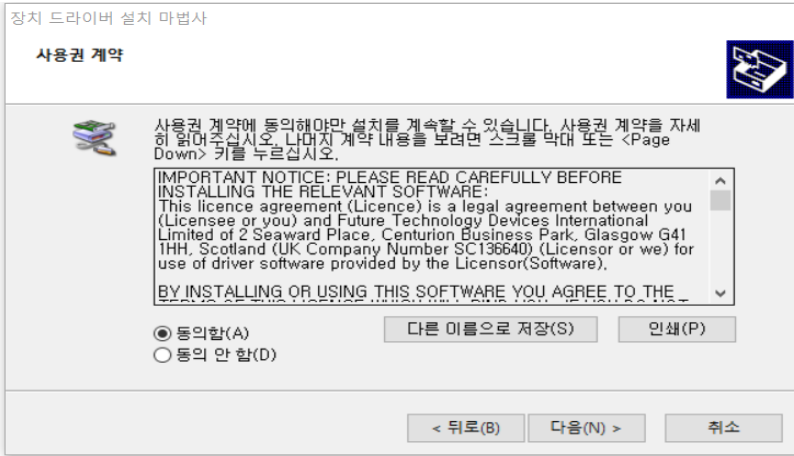 장치 드라이버 설치 마법사
사용권 계약
사용권 계약에 동의해야만 설치를 계속할 수 있습니다. 사용권 계약을 자세
히 읽어주십시오. 나머지 계약 내용을 보려면 스크롤 막대 또는 <Page
Down> 키를 누르십시오.
IMPORTANT NOTICE: PLEASE READ CAREFULLY BEFORE
INSTALLING THE RELEVANT SOFTWARE:
This licence agreement (Licence) is a legal agreement between you
(Licensee or you) and Future Technology Devices International
Limited of 2 Seaward Place, Centurion Business Park, Glasgow G41
1HH, Scotland (UK Company Number SC136640) (Licensor or we) for
use of driver software provided by the Licensor(Software).
BY INSTALLING OR USING THIS SOFTWARE YOU AGREE TO THE
동의함(A)
동의 안 함(D)
다른 이름으로 저장(S)
인쇄(P)
< 뒤로(B)
다음(N) >
취소